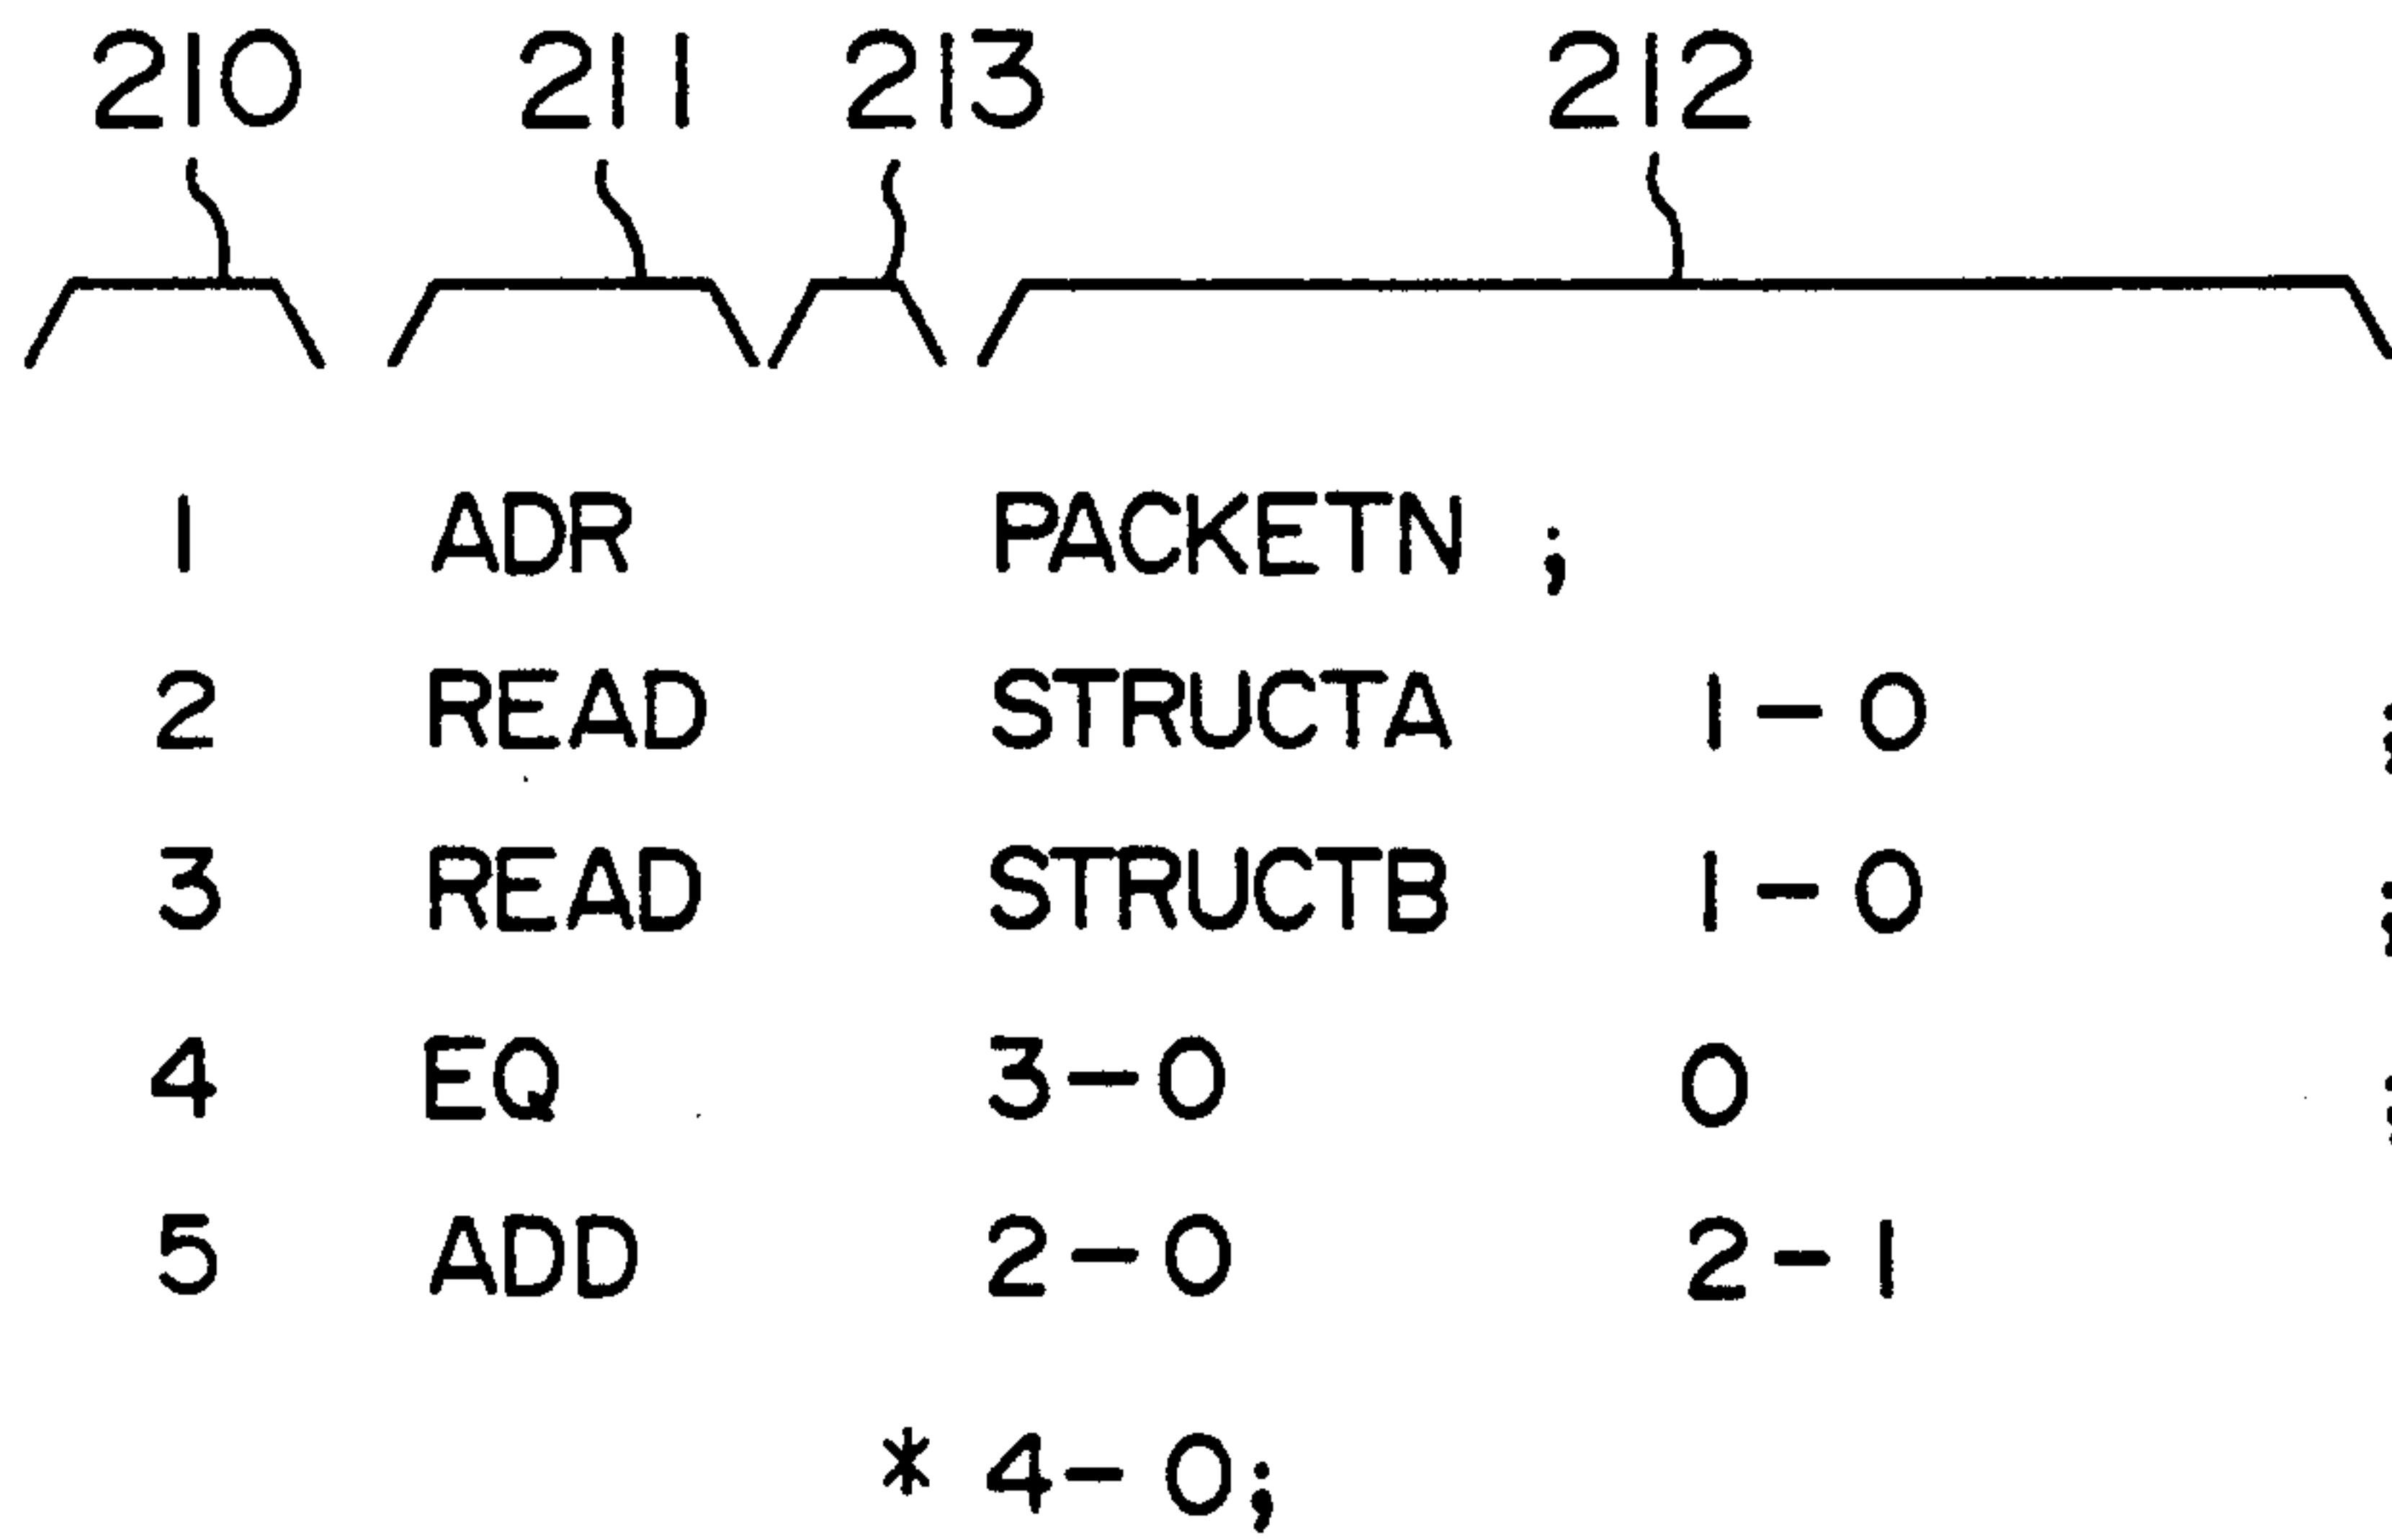 210 211 213 212
1 ADR PACKETN ;
2 READ STRUCTA 1-0 ;
3 READ STRUCTB 1-0 ;
4 EQ 3-0 0 ;
5 ADD 2-0 2-1
* 4-0;